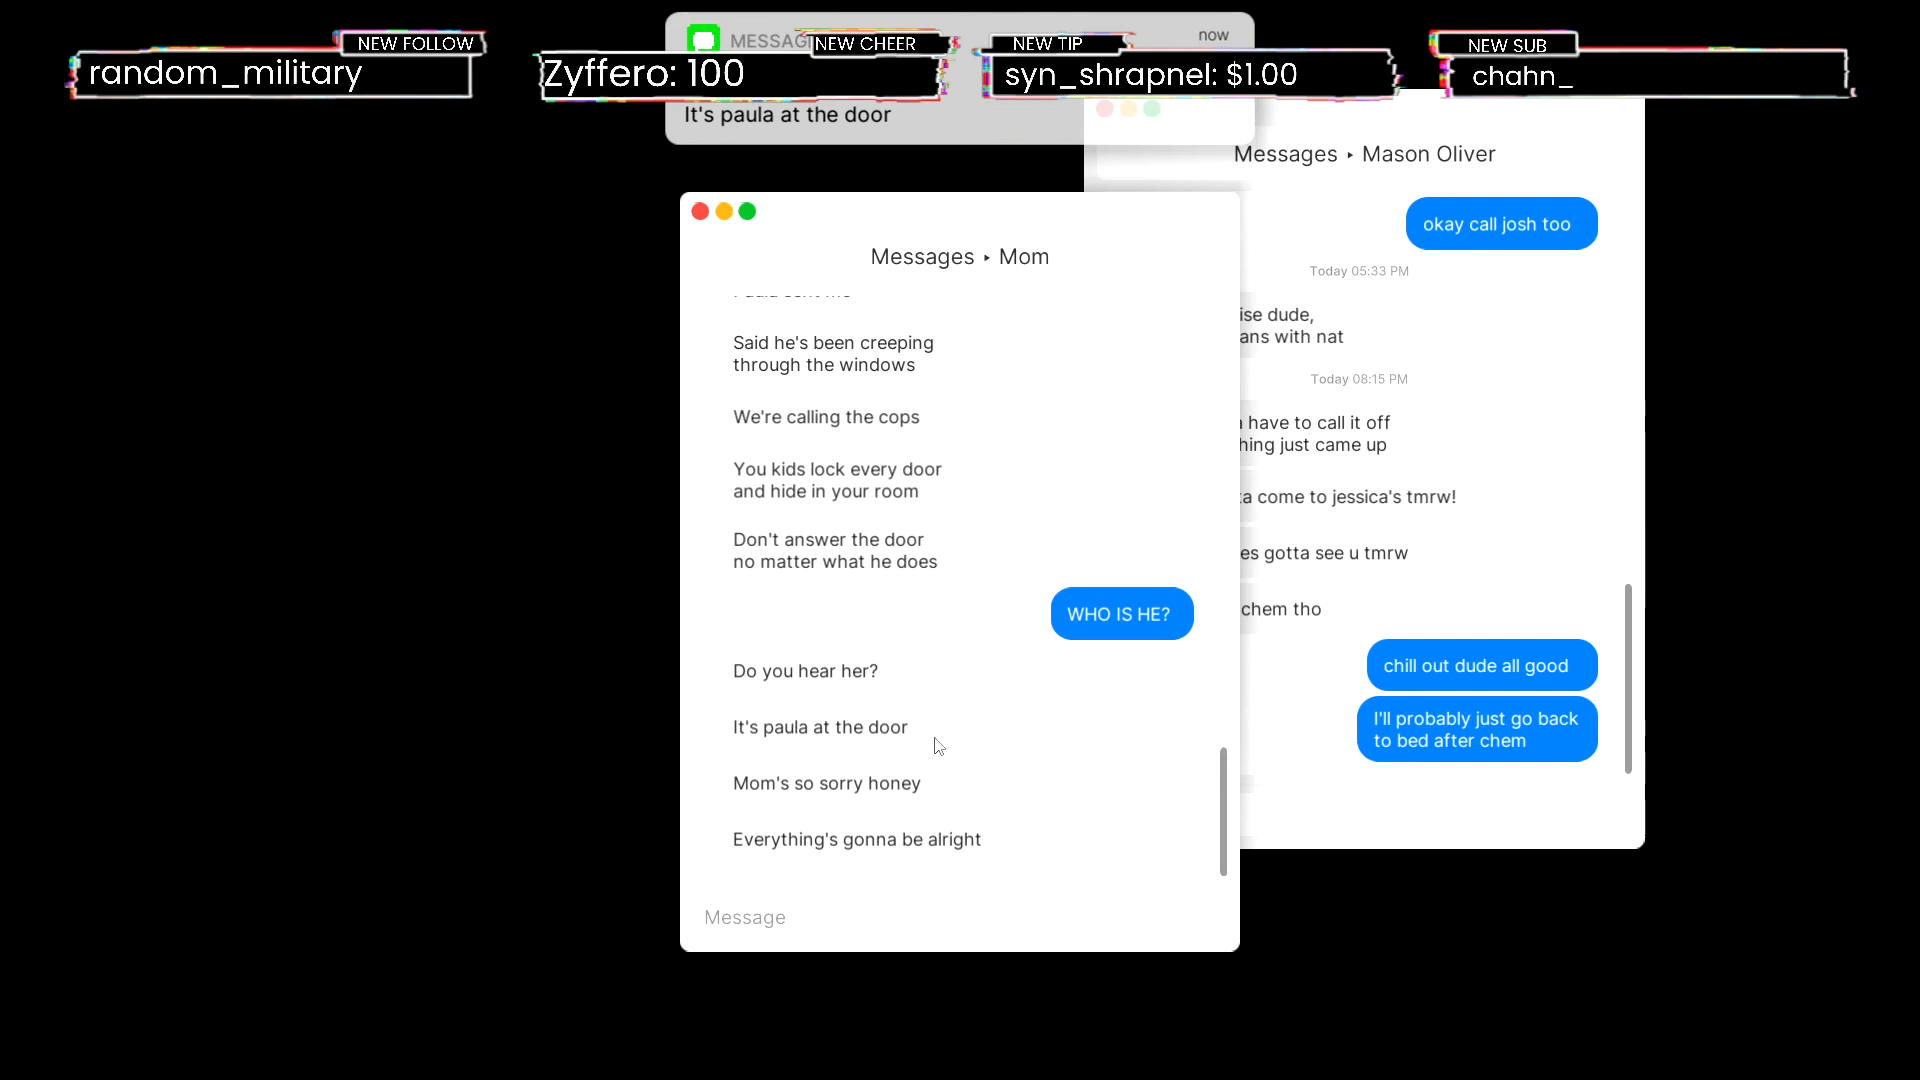 NEW FOLLOW
random_military
NEW CHEER
Zyffero: 100
NEW TIP
syn_shrapnel: $1.00
NEW SUB
chahn_
now
It's paula at the door
Messages ‣ Mom
Said he's been creeping
through the windows
We're calling the cops
You kids lock every door
and hide in your room
Don't answer the door
no matter what he does
WHO IS HE?
Do you hear her?
It's paula at the door
Mom's so sorry honey
Everything's gonna be alright
Message
Messages ‣ Mason Oliver
okay call josh too
Today 05:33 PM
dude,
with nat
Today 08:15 PM
have to call it off
just came up
come to jessica's tmrw!
gotta see u tmrw
chem tho
chill out dude all good
I'll probably just go back
to bed after chem